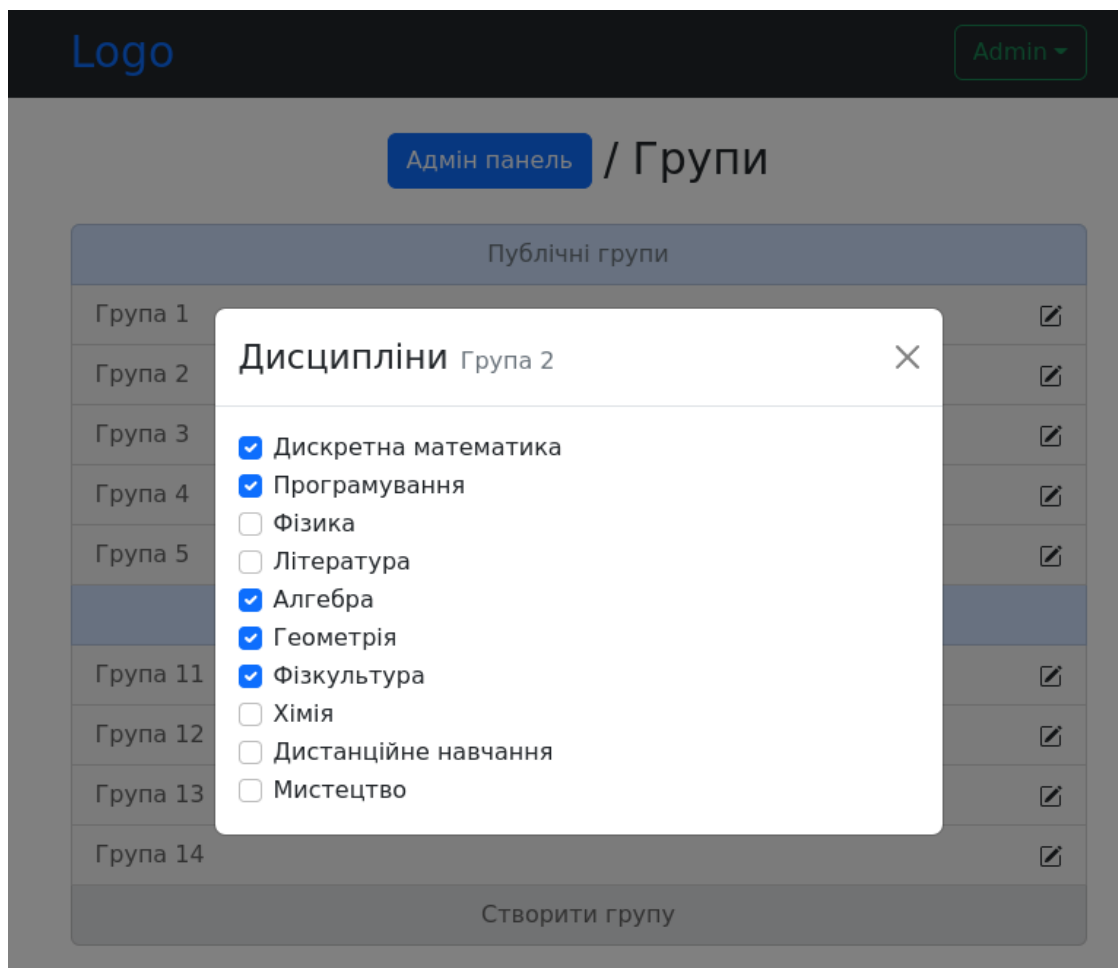 Logo
Admin
Адмін панель / Групи
Публічні групи
Група 1
Група 2
Група 3
Група 4
Група 5
Група 11
Група 12
Група 13
Група 14
Створити групу
Дисципліни Група 2
Дискретна математика
Програмування
Фізика
Література
Алгебра
Геометрія
Фізкультура
Хімія
Дистанційне навчання
Мистецтво